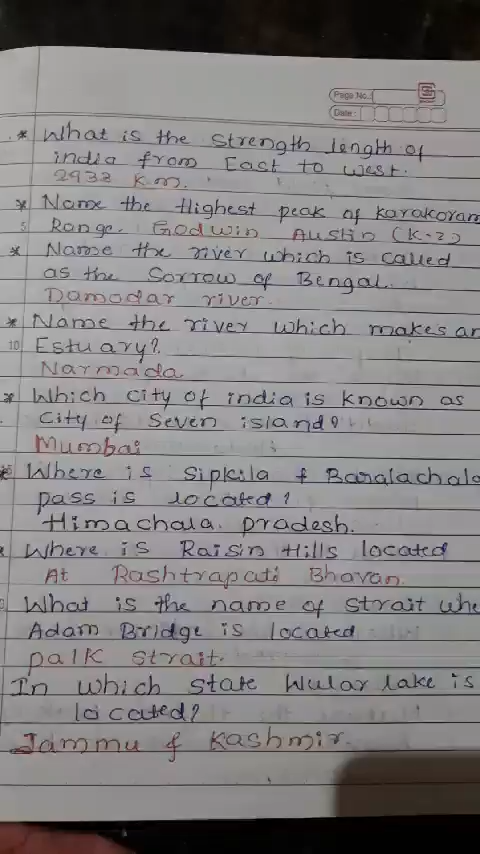 Page No.:
Date:
* What is the strength length of
india from East to west.
2933 K.m.
* Name the Highest peak of Karakoram
5 Range. Godwin Austin (K-2)
* Name the river which is called
as the Sorrow of Bengal.
Damodar river.
* Name the river which makes an
10 Estuary?
Narmada
* Which city of india is known as
City of Seven island?
Mumbai
* Where is Sipkila & Baralachala
pass is located?
Himachala. pradesh.
Where is Raisin Hills located
At Rashtrapati Bhavan.
What is the name of strait whe
Adam Bridge is located
palk strait.
In which state Wular lake is
located?
Jammu & Kashmir.